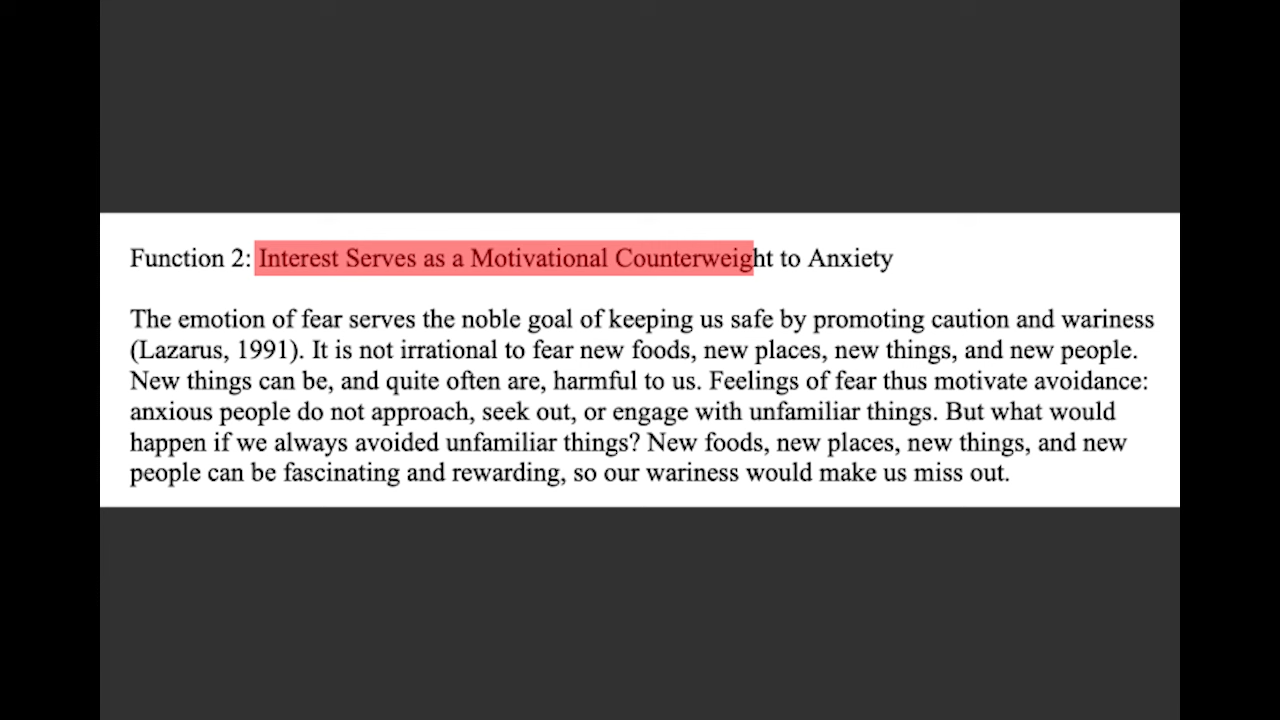 Function 2: Interest Serves as a Motivational Counterweight to Anxiety
The emotion of fear serves the noble goal of keeping us safe by promoting caution and wariness
(Lazarus, 1991). It is not irrational to fear new foods, new places, new things, and new people.
New things can be, and quite often are, harmful to us. Feelings of fear thus motivate avoidance:
anxious people do not approach, seek out, or engage with unfamiliar things. But what would
happen if we always avoided unfamiliar things? New foods, new places, new things, and new
people can be fascinating and rewarding, so our wariness would make us miss out.